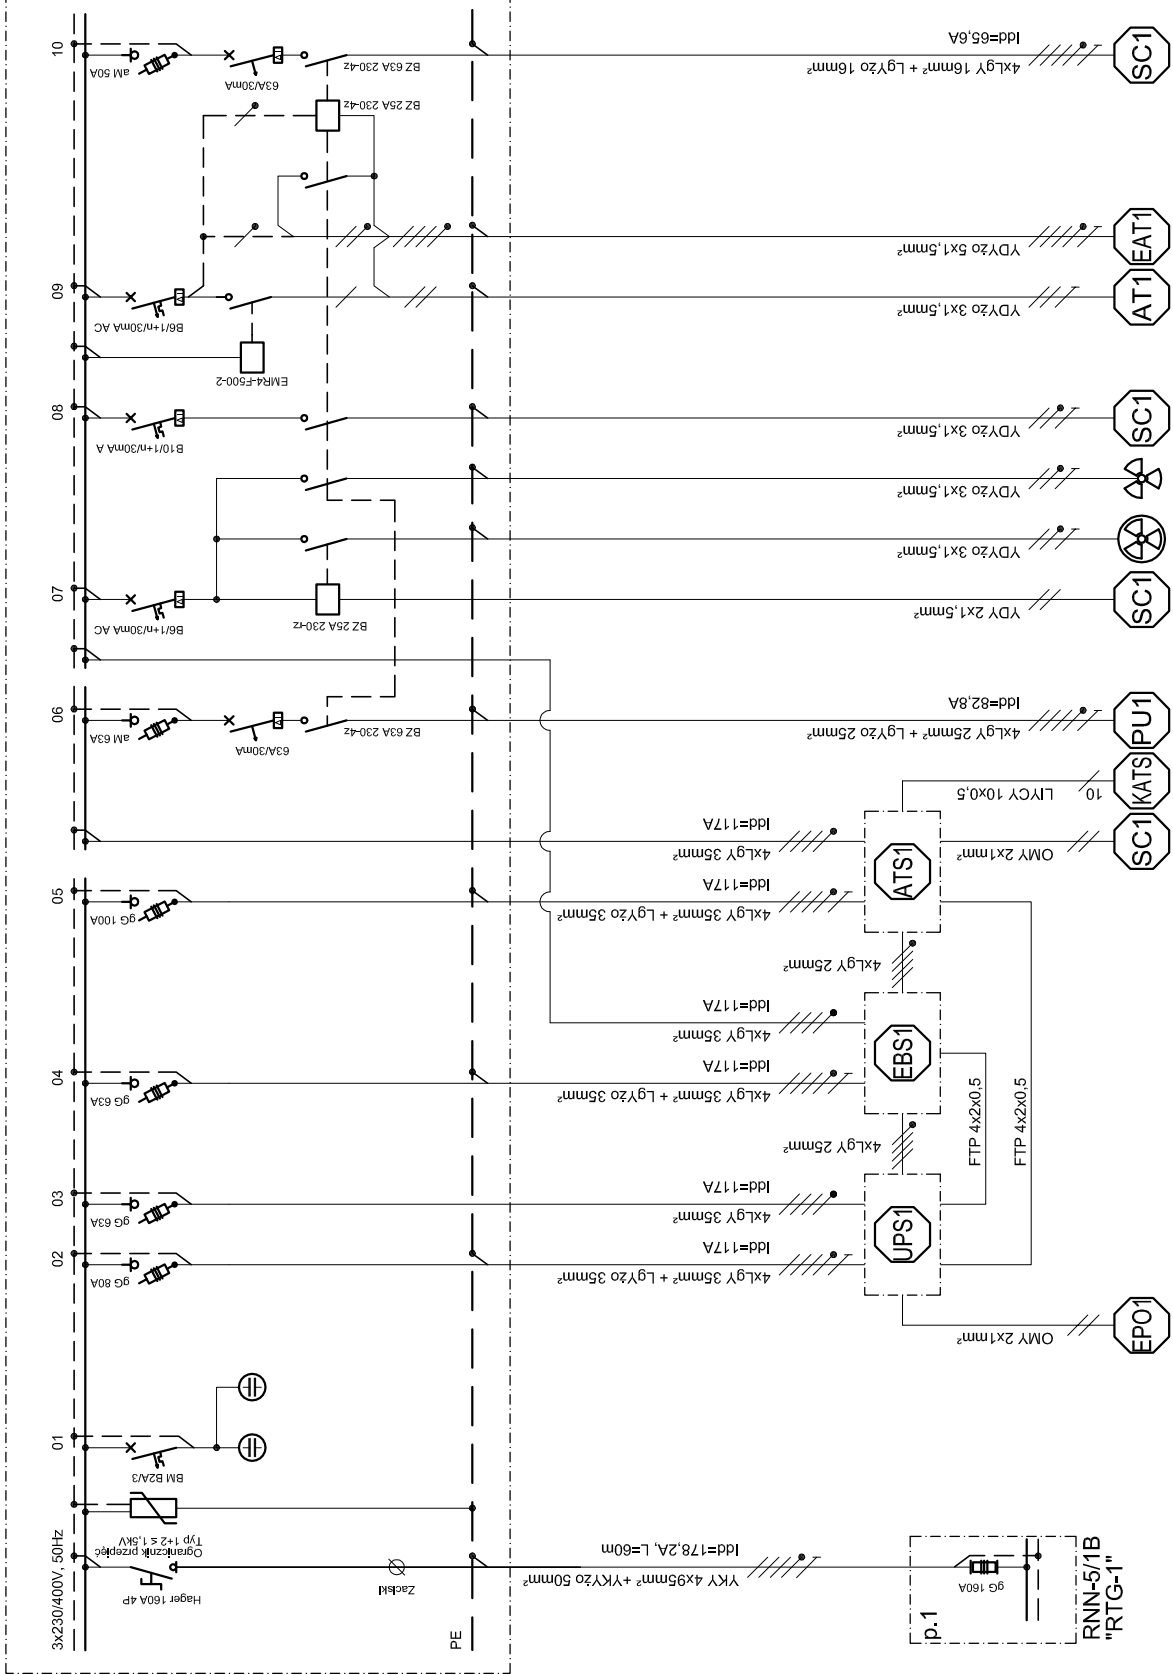 10
aM 50A
63A/30mA
BZ 63A 230-4z
BZ 25A 230-4z
4xLgY 16mm² + LgYżo 16mm²
Idd=65,6A
SC1
YDYżo 5x1,5mm²
EAT1
09
B6/1+n/30mA AC
EMR4-F500-2
YDYżo 3x1,5mm²
AT1
08
B10/1+n/30mA A
YDYżo 3x1,5mm²
SC1
YDYżo 3x1,5mm²
YDYżo 3x1,5mm²
07
B6/1+n/30mA AC
BZ 25A 230-rz
YDY 2x1,5mm²
SC1
06
aM 63A
63A/30mA
BZ 63A 230-4z
4xLgY 25mm² + LgYżo 25mm²
Idd=82,8A
PU1
LIYCY 10x0,5
10
KATS
4xLgY 35mm²
Idd=117A
ATS1
OMY 2x1mm²
SC1
05
gG 100A
4xLgY 35mm² + LgYżo 35mm²
Idd=117A
4xLgY 25mm²
4xLgY 35mm²
Idd=117A
EBS1
04
gG 63A
4xLgY 35mm² + LgYżo 35mm²
Idd=117A
FTP 4x2x0,5
FTP 4x2x0,5
4xLgY 25mm²
03
gG 63A
4xLgY 35mm²
Idd=117A
UPS1
02
gG 80A
4xLgY 35mm² + LgYżo 35mm²
Idd=117A
OMY 2x1mm²
EPO1
01
BM B2A/3
Ogranicznik przepięć
Typ 1+2 ≤ 1,5kV
3x230/400V, 50Hz
Hager 160A 4P
Zaciski
PE
YKY 4x95mm² +YKYżo 50mm²
Idd=178,2A, L=60m
gG 160A
p.1
RNN-5/1B
"RTG-1"